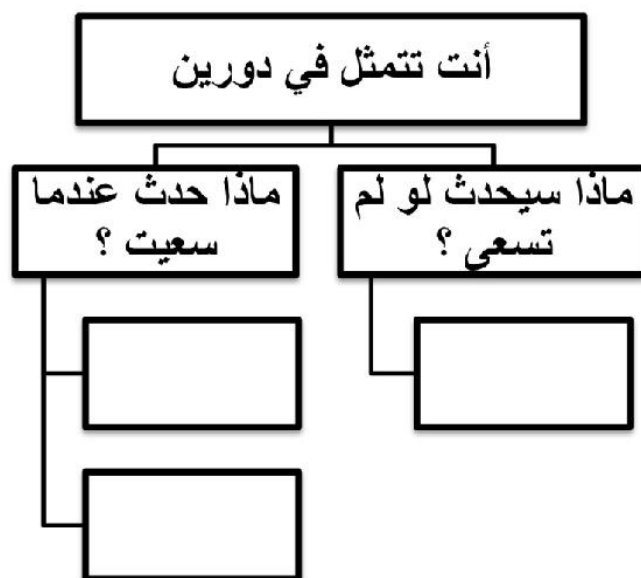 أنت تتمثل في دورين
ماذا سيحدث لو لم
تسعى ؟
ماذا حدث عندما
سعيت ؟